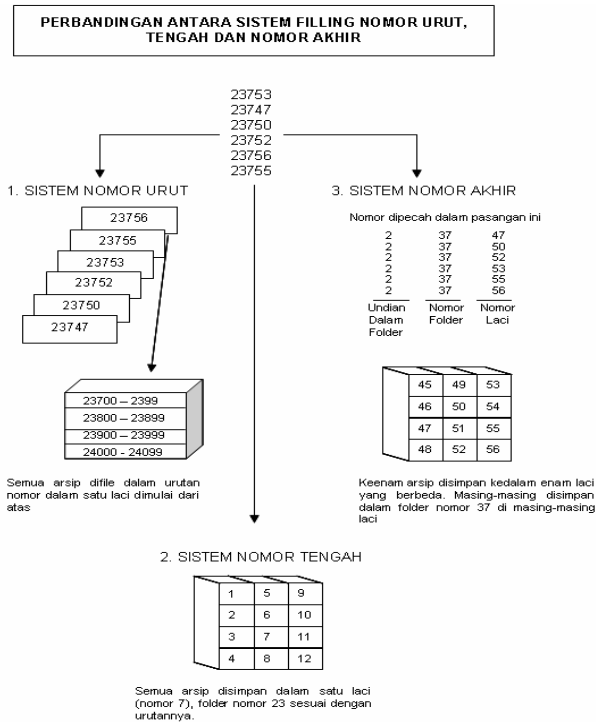 PERBANDINGAN ANTARA SISTEM FILLING NOMOR URUT,
TENGAH DAN NOMOR AKHIR
23753
23747
23750
23752
23756
23755
1. SISTEM NOMOR URUT
23756
23755
23753
23752
23750
23747
23700 – 2399
23800 – 23899
23900 – 23999
24000 - 24099
Semua arsip difile dalam urutan
nomor dalam satu laci dimulai dari
atas
3. SISTEM NOMOR AKHIR
Nomor dipecah dalam pasangan ini
2 37 47
2 37 50
2 37 52
2 37 53
2 37 55
2 37 56
Undian Nomor Nomor
Dalam Folder Laci
Folder
45 49 53
46 50 54
47 51 55
48 52 56
Keenam arsip disimpan kedalam enam laci
yang berbeda. Masing-masing disimpan
dalam folder nomor 37 di masing-masing
laci
2. SISTEM NOMOR TENGAH
1 5 9
2 6 10
3 7 11
4 8 12
Semua arsip disimpan dalam satu laci
(nomor 7), folder nomor 23 sesuai dengan
urutannya.